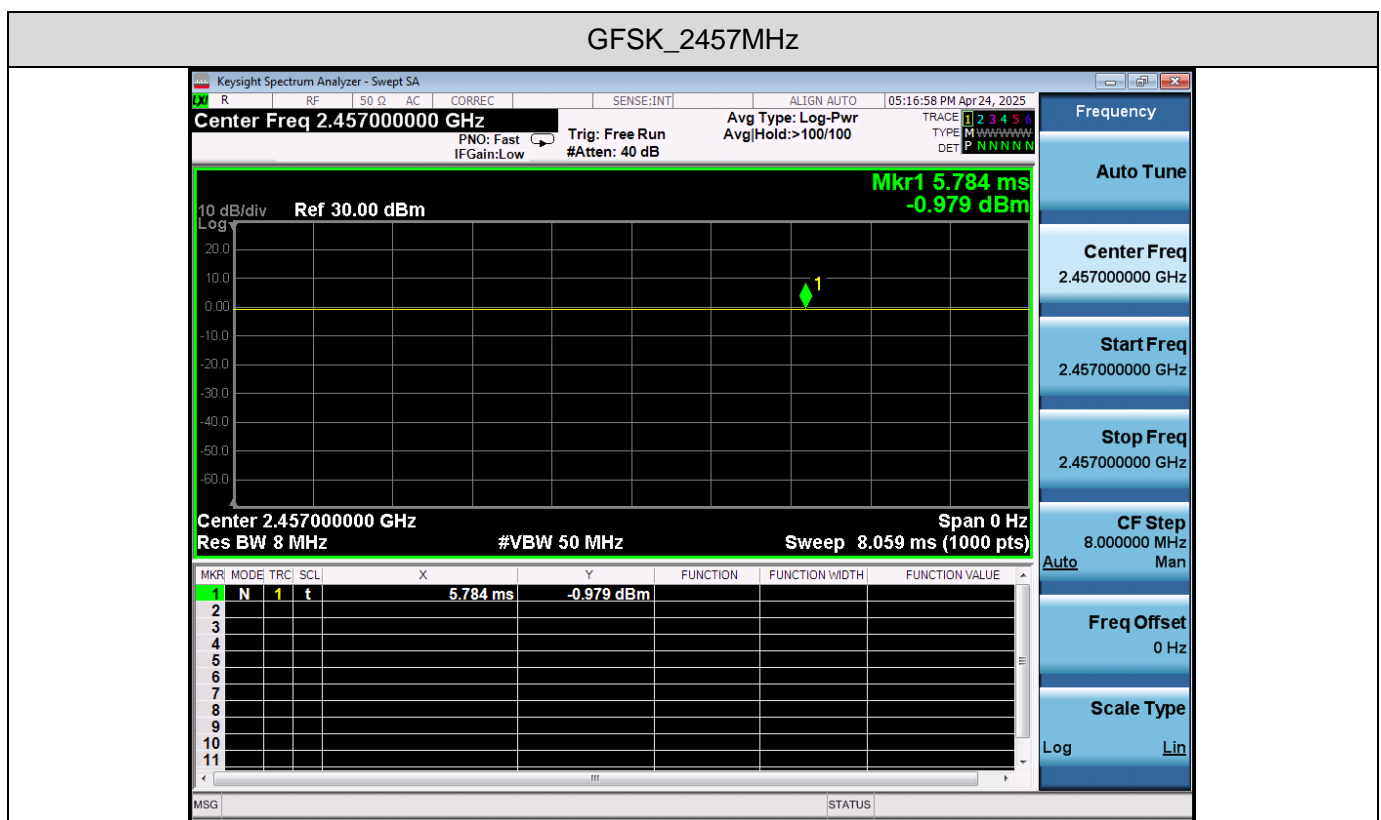 GFSK_2457MHz
Keysight Spectrum Analyzer - Swept SA
LXI R RF 50 Ω AC CORREC SENSE:INT ALIGN AUTO 05:16:58 PM Apr 24, 2025
Center Freq 2.457000000 GHz
PNO: Fast
IFGain:Low
Trig: Free Run
#Atten: 40 dB
Avg Type: Log-Pwr
Avg|Hold:>100/100
TRACE 1 2 3 4 5 6
TYPE M WWWWW
DET P N N N N N
Mkr1 5.784 ms
-0.979 dBm
10 dB/div Ref 30.00 dBm
Log
20.0
10.0
0.00
-10.0
-20.0
-30.0
-40.0
-50.0
-60.0
1
Center 2.457000000 GHz Span 0 Hz
Res BW 8 MHz #VBW 50 MHz Sweep 8.059 ms (1000 pts)
MKR MODE TRC SCL X Y FUNCTION FUNCTION WIDTH FUNCTION VALUE
1 N 1 t 5.784 ms -0.979 dBm
2
3
4
5
6
7
8
9
10
11
MSG STATUS
Frequency
Auto Tune
Center Freq
2.457000000 GHz
Start Freq
2.457000000 GHz
Stop Freq
2.457000000 GHz
CF Step
8.000000 MHz
Auto Man
Freq Offset
0 Hz
Scale Type
Log Lin